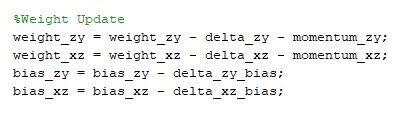 %Weight Update
weight_zy = weight_zy - delta_zy - momentum_zy;
weight_xz = weight_xz - delta_xz - momentum_xz;
bias_zy = bias_zy - delta_zy_bias;
bias_xz = bias_xz - delta_xz_bias;